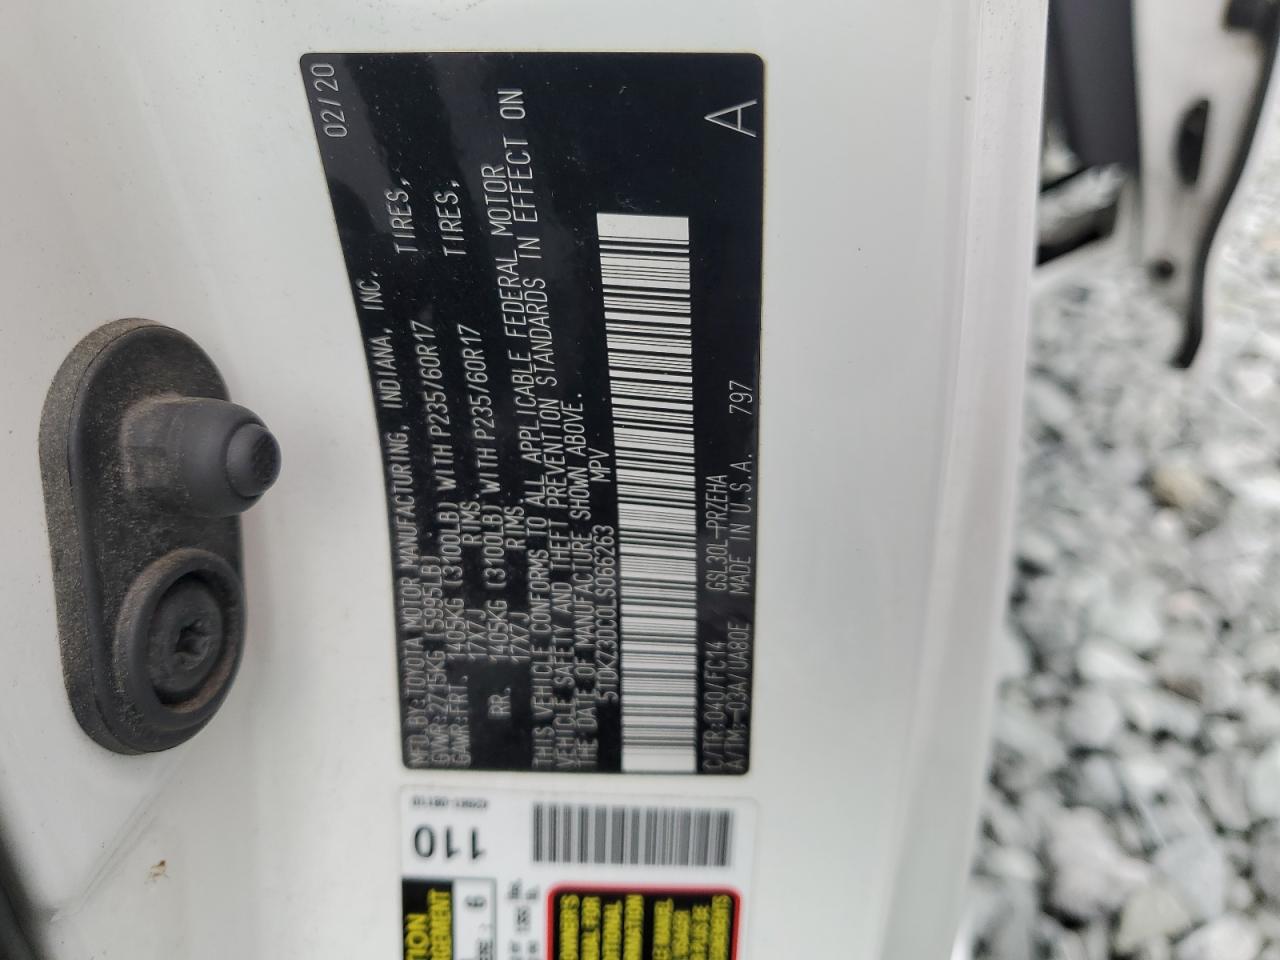 MFD.BY:TOYOTA MOTOR MANUFACTURING, INDIANA, INC. 02/20
GVWR:2715KG (5995LB)
GAWR:FRT. 1405KG (3100LB) WITH P235/60R17 TIRES,
17X7J RIMS.
RR. 1405KG (3100LB) WITH P235/60R17 TIRES,
17X7J RIMS.
THIS VEHICLE CONFORMS TO ALL APPLICABLE FEDERAL MOTOR
VEHICLE SAFETY AND THEFT PREVENTION STANDARDS IN EFFECT ON
THE DATE OF MANUFACTURE SHOWN ABOVE.
5TDKZ3DC0LS066263 MPV
C/TR:040/FC14 GSL30L-PRZEHA A
A/TM:-03A/UA80E MADE IN U.S.A. 797
110
6